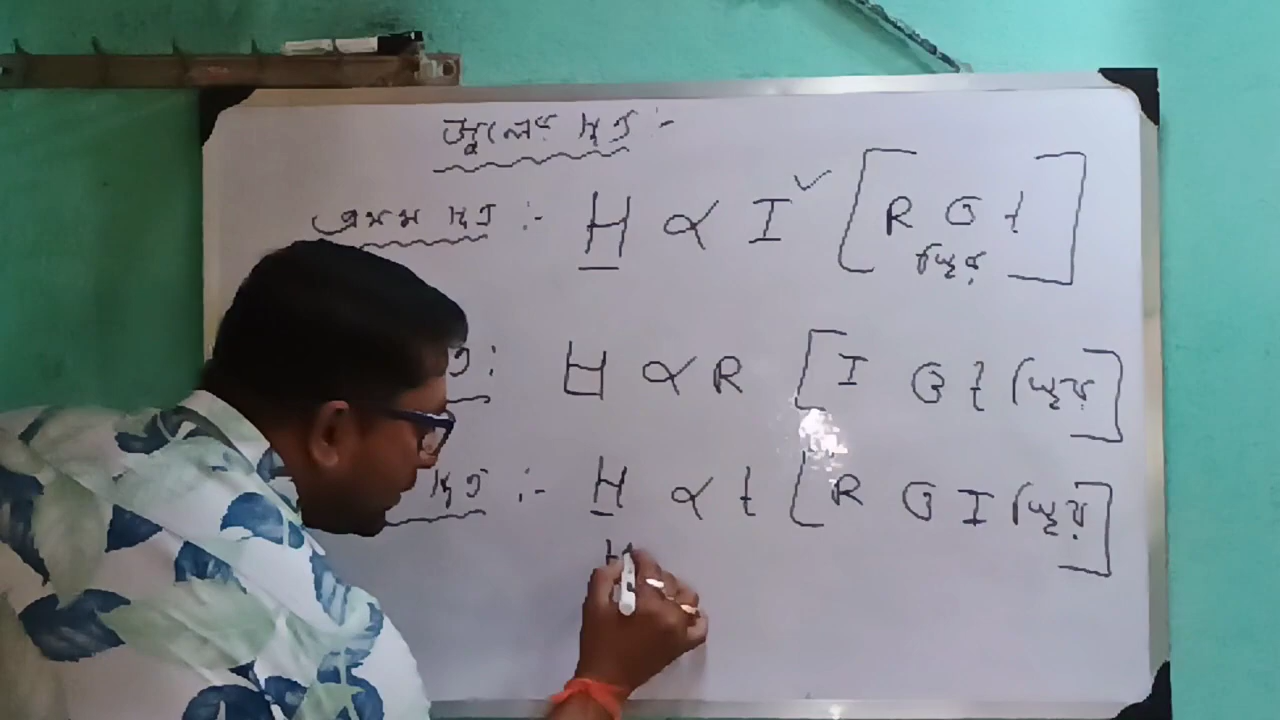 জুলের সূত্র :-
প্রথম সূত্র :- H ∝ I² [R ও t স্থির]
ত্র : H ∝ R [I ও t স্থির]
সূত্র :- H ∝ t [R ও I স্থির]
H